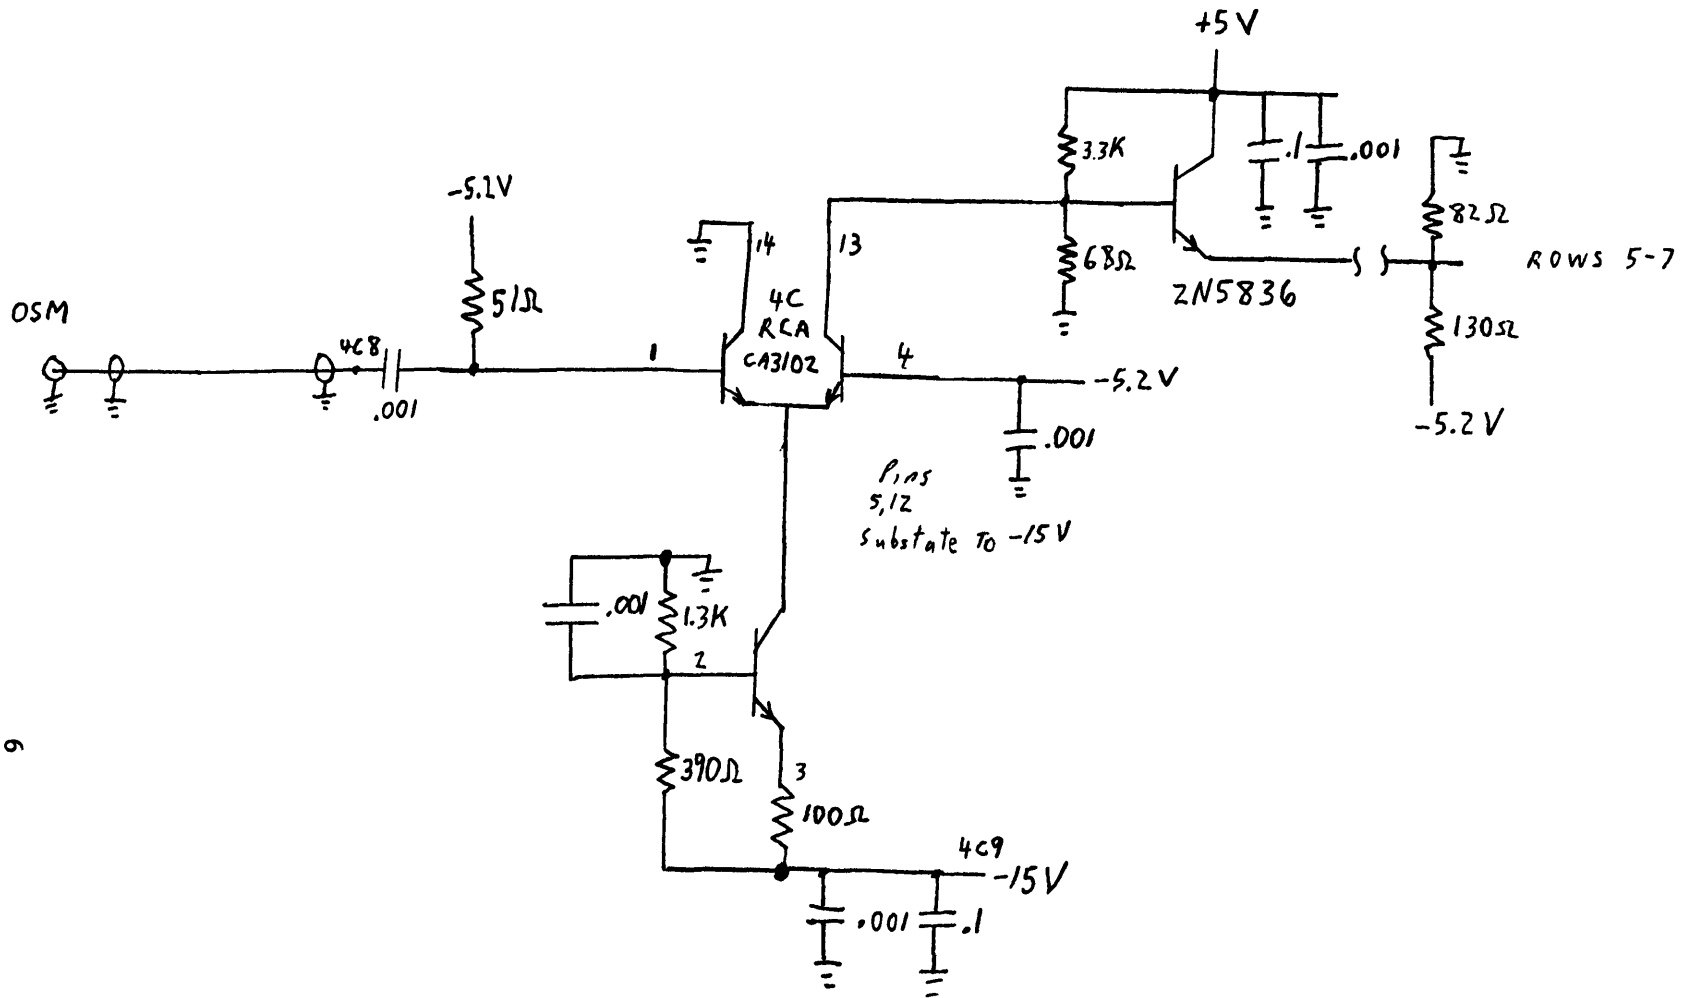 +5V
3.3K
.1
.001
-5.2V
82Ω
14
13
68Ω
ROWS 5-7
51Ω
4C
RCA
CA3102
2N5836
OSM
4C8
130Ω
1
4
-5.2V
.001
-5.2V
.001
Pins
5,12
Substate To -15V
.001
1.3K
2
6
390Ω
3
100Ω
4C9
-15V
.001
.1